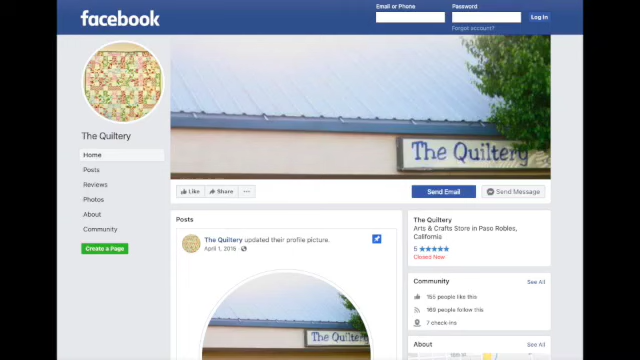 facebook
Email or Phone
Password
Log In
Forgot account?
The Quiltery
The Quiltery
Home
Posts
Reviews
Photos
About
Community
Create a Page
Like
Share
...
Send Email
Send Message
Posts
The Quiltery updated their profile picture.
April 1, 2015
The Quiltery
The Quiltery
Arts & Crafts Store in Paso Robles,
California
5
Closed Now
Community
See All
155 people like this
169 people follow this
7 check-ins
About
See All